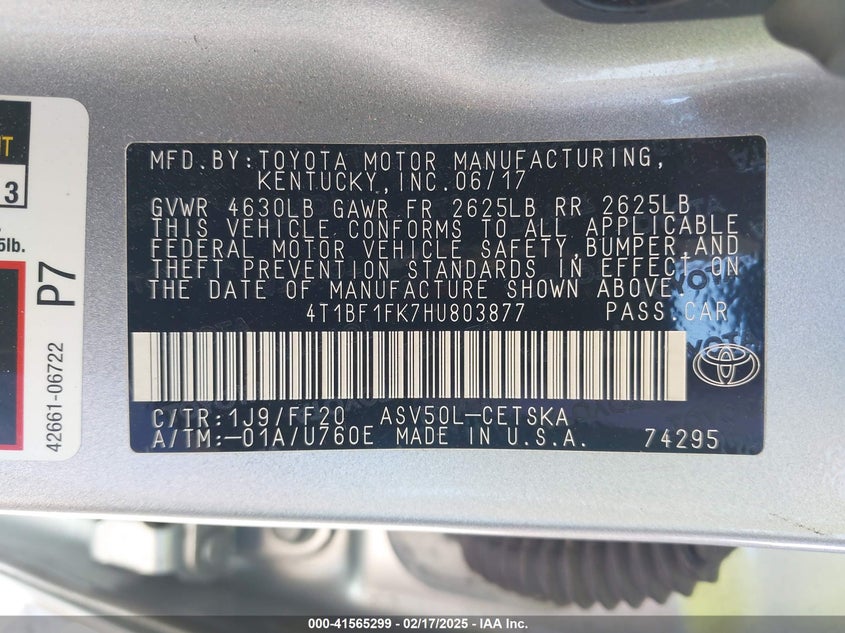 MFD.BY:TOYOTA MOTOR MANUFACTURING,
KENTUCKY,INC.06/17
GVWR 4630LB GAWR FR 2625LB RR 2625LB
THIS VEHICLE CONFORMS TO ALL APPLICABLE
FEDERAL MOTOR VEHICLE SAFETY,BUMPER,AND
THEFT PREVENTION STANDARDS IN EFFECT ON
THE DATE OF MANUFACTURE SHOWN ABOVE.
4T1BF1FK7HU803877 PASS.CAR
C/TR:1J9/FF20 ASV50L-CETSKA
A/TM:-01A/U760E MADE IN U.S.A. 74295
3
5lb.
P7
42661-06722
000-41565299 - 02/17/2025 - IAA Inc.